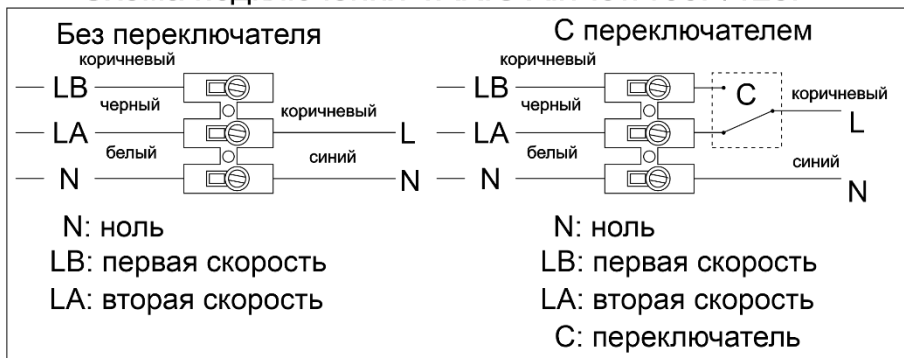 Без переключателя
коричневый
LB
черный
коричневый
LA
L
белый
синий
N
N
N: ноль
LB: первая скорость
LA: вторая скорость
С переключателем
коричневый
LB
C
коричневый
черный
LA
L
белый
синий
N
N
N: ноль
LB: первая скорость
LA: вторая скорость
C: переключатель